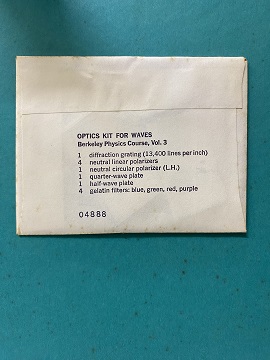 OPTICS KIT FOR WAVES
Berkeley Physics Course, Vol. 3
1 diffraction grating (13,400 lines per inch)
4 neutral linear polarizers
1 neutral circular polarizer (L.H.)
1 quarter-wave plate
1 half-wave plate
4 gelatin filters: blue, green, red, purple
04888